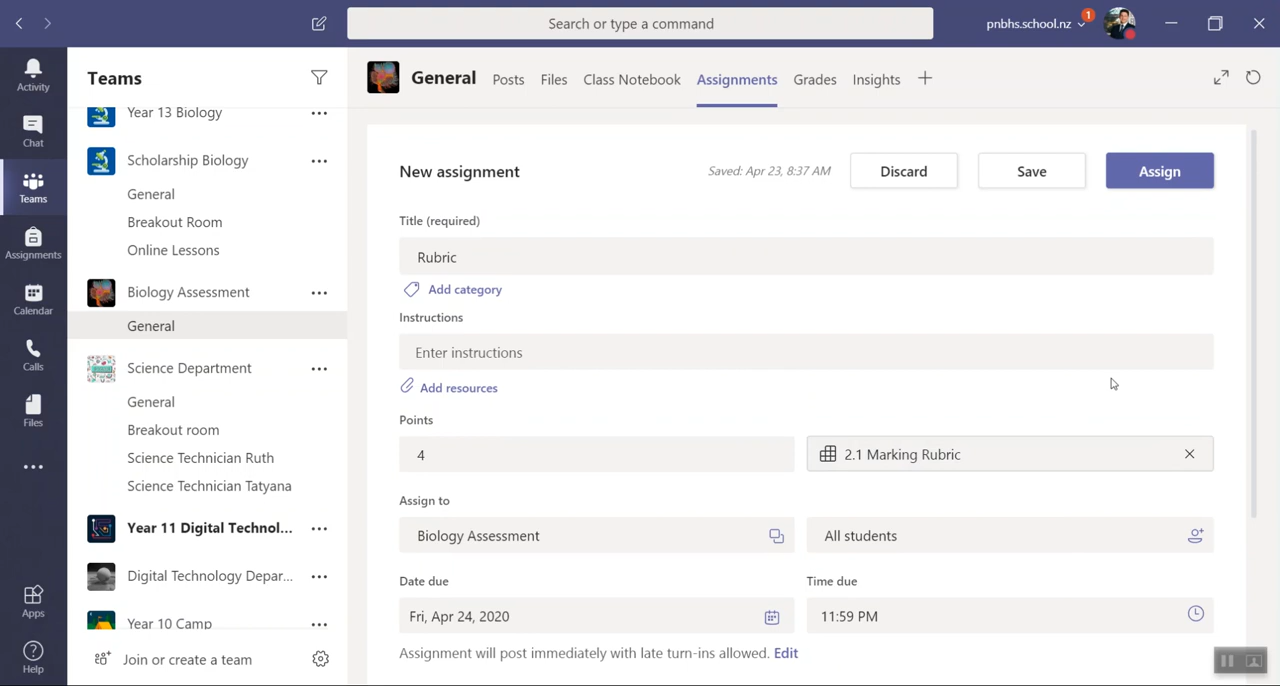 Search or type a command
pnbhs.school.nz
1
Activity
Chat
Teams
Assignments
Calendar
Calls
Files
Apps
Help
Teams
Year 13 Biology
Scholarship Biology
General
Breakout Room
Online Lessons
Biology Assessment
General
Science Department
General
Breakout room
Science Technician Ruth
Science Technician Tatyana
Year 11 Digital Technol...
Digital Technology Depar...
Year 10 Camp
Join or create a team
General Posts Files Class Notebook Assignments Grades Insights
New assignment
Saved: Apr 23, 8:37 AM
Discard
Save
Assign
Title (required)
Rubric
Add category
Instructions
Enter instructions
Add resources
Points
4
2.1 Marking Rubric
Assign to
Biology Assessment
All students
Date due
Time due
Fri, Apr 24, 2020
11:59 PM
Assignment will post immediately with late turn-ins allowed. Edit